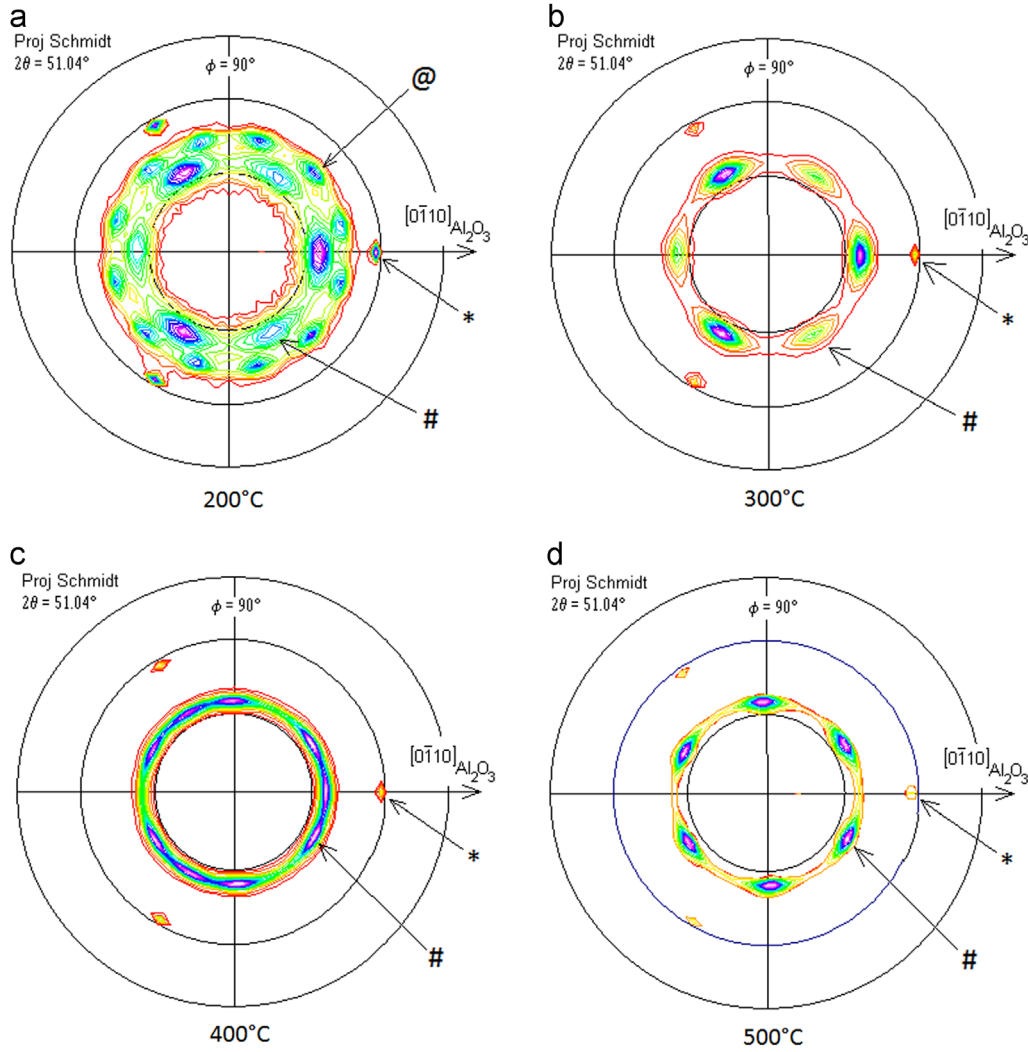 a
Proj Schmidt
2θ = 51.04°
ϕ = 90°
@
[01̅10]Al2O3
*
#
200°C
b
Proj Schmidt
2θ = 51.04°
ϕ = 90°
[01̅10]Al2O3
*
#
300°C
c
Proj Schmidt
2θ = 51.04°
ϕ = 90°
[01̅10]Al2O3
*
#
400°C
d
Proj Schmidt
2θ = 51.04°
ϕ = 90°
[01̅10]Al2O3
*
#
500°C